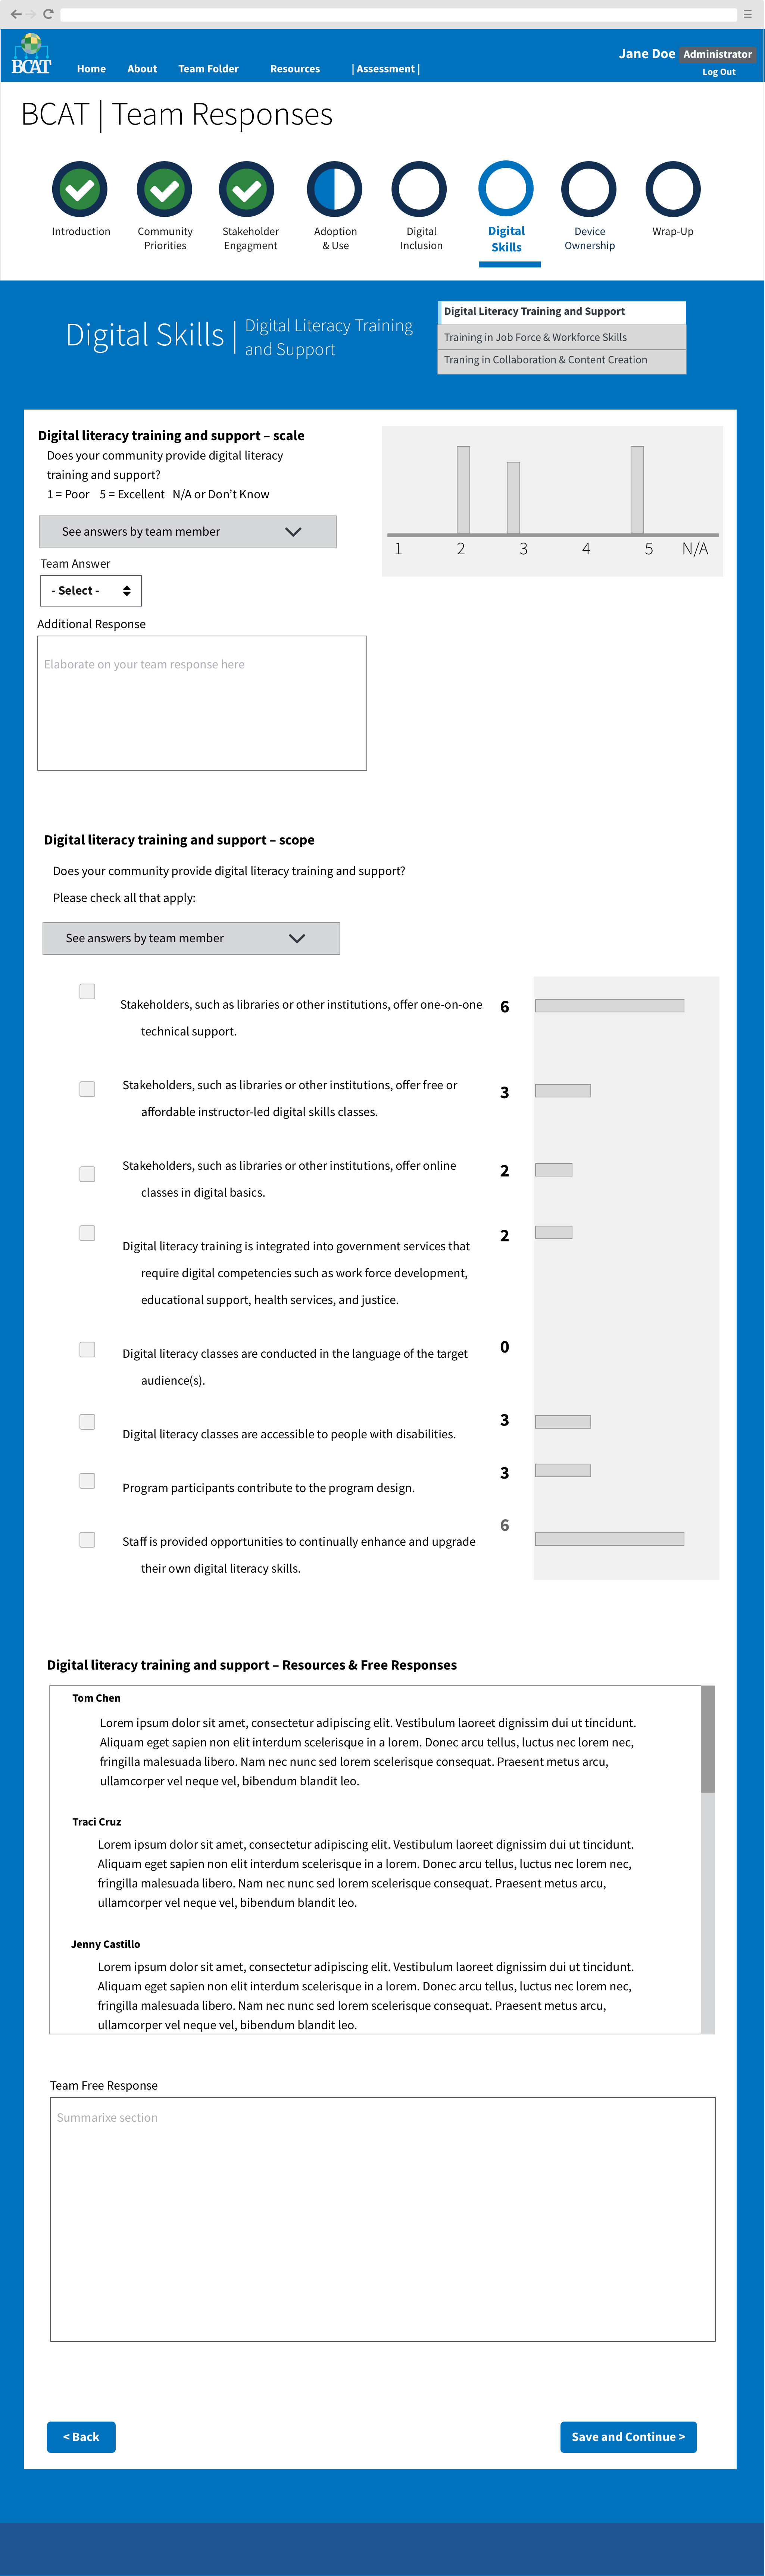 BCAT
Home About Team Folder Resources | Assessment |
Jane Doe Administrator
Log Out
BCAT | Team Responses
Introduction
Community
Priorities
Stakeholder
Engagment
Adoption
& Use
Digital
Inclusion
Digital
Skills
Device
Ownership
Wrap-Up
Digital Skills |
Digital Literacy Training
and Support
Digital Literacy Training and Support
Training in Job Force & Workforce Skills
Traning in Collaboration & Content Creation
Digital literacy training and support – scale
Does your community provide digital literacy
training and support?
1 = Poor 5 = Excellent N/A or Don't Know
See answers by team member
Team Answer
- Select -
Additional Response
Elaborate on your team response here
1 2 3 4 5 N/A
Digital literacy training and support – scope
Does your community provide digital literacy training and support?
Please check all that apply:
See answers by team member
Stakeholders, such as libraries or other institutions, offer one-on-one 6
technical support.
Stakeholders, such as libraries or other institutions, offer free or 3
affordable instructor-led digital skills classes.
Stakeholders, such as libraries or other institutions, offer online 2
classes in digital basics.
Digital literacy training is integrated into government services that 2
require digital competencies such as work force development,
educational support, health services, and justice.
Digital literacy classes are conducted in the language of the target 0
audience(s).
Digital literacy classes are accessible to people with disabilities. 3
Program participants contribute to the program design. 3
Staff is provided opportunities to continually enhance and upgrade 6
their own digital literacy skills.
Digital literacy training and support – Resources & Free Responses
Tom Chen
Lorem ipsum dolor sit amet, consectetur adipiscing elit. Vestibulum laoreet dignissim dui ut tincidunt.
Aliquam eget sapien non elit interdum scelerisque in a lorem. Donec arcu tellus, luctus nec lorem nec,
fringilla malesuada libero. Nam nec nunc sed lorem scelerisque consequat. Praesent metus arcu,
ullamcorper vel neque vel, bibendum blandit leo.
Traci Cruz
Lorem ipsum dolor sit amet, consectetur adipiscing elit. Vestibulum laoreet dignissim dui ut tincidunt.
Aliquam eget sapien non elit interdum scelerisque in a lorem. Donec arcu tellus, luctus nec lorem nec,
fringilla malesuada libero. Nam nec nunc sed lorem scelerisque consequat. Praesent metus arcu,
ullamcorper vel neque vel, bibendum blandit leo.
Jenny Castillo
Lorem ipsum dolor sit amet, consectetur adipiscing elit. Vestibulum laoreet dignissim dui ut tincidunt.
Aliquam eget sapien non elit interdum scelerisque in a lorem. Donec arcu tellus, luctus nec lorem nec,
fringilla malesuada libero. Nam nec nunc sed lorem scelerisque consequat. Praesent metus arcu,
ullamcorper vel neque vel, bibendum blandit leo.
Team Free Response
Summarixe section
< Back
Save and Continue >